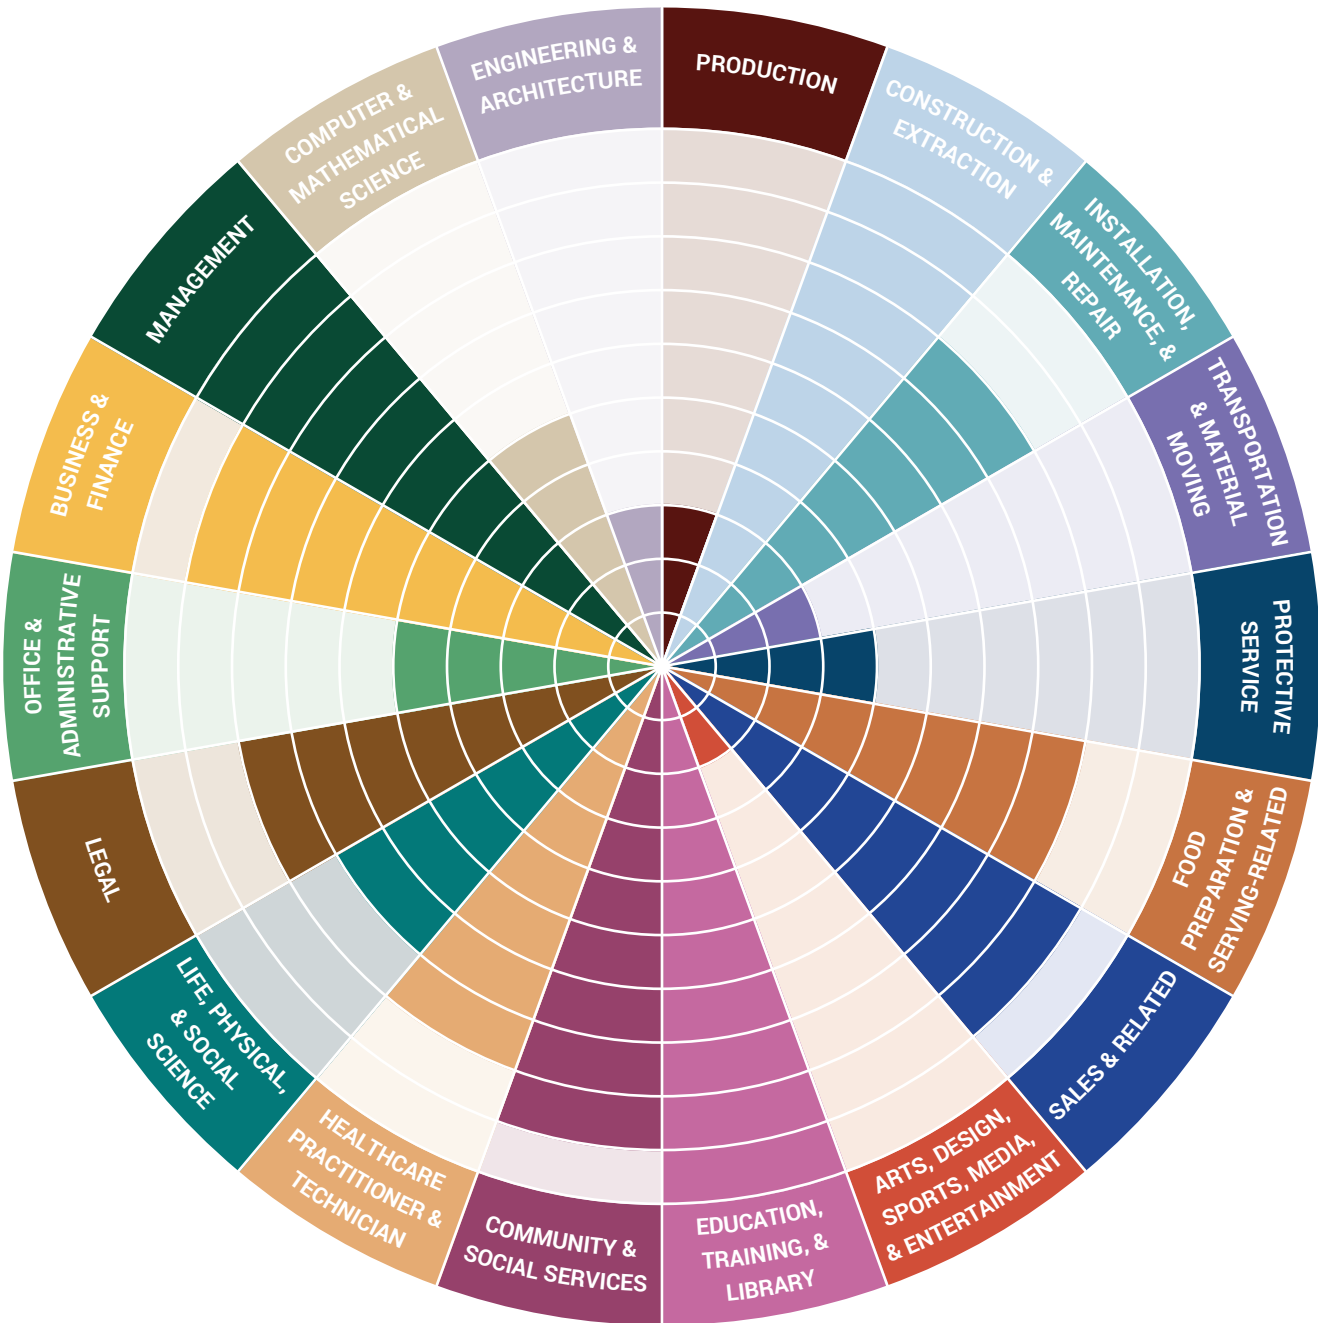 PRODUCTION
CONSTRUCTION &
EXTRACTION
INSTALLATION,
MAINTENANCE, &
REPAIR
TRANSPORTATION
& MATERIAL
MOVING
PROTECTIVE
SERVICE
FOOD
PREPARATION &
SERVING-RELATED
SALES & RELATED
ARTS, DESIGN,
SPORTS, MEDIA,
& ENTERTAINMENT
EDUCATION,
TRAINING, &
LIBRARY
COMMUNITY &
SOCIAL SERVICES
HEALTHCARE
PRACTITIONER &
TECHNICIAN
LIFE, PHYSICAL,
& SOCIAL
SCIENCE
LEGAL
OFFICE &
ADMINISTRATIVE
SUPPORT
BUSINESS &
FINANCE
MANAGEMENT
COMPUTER &
MATHEMATICAL
SCIENCE
ENGINEERING &
ARCHITECTURE